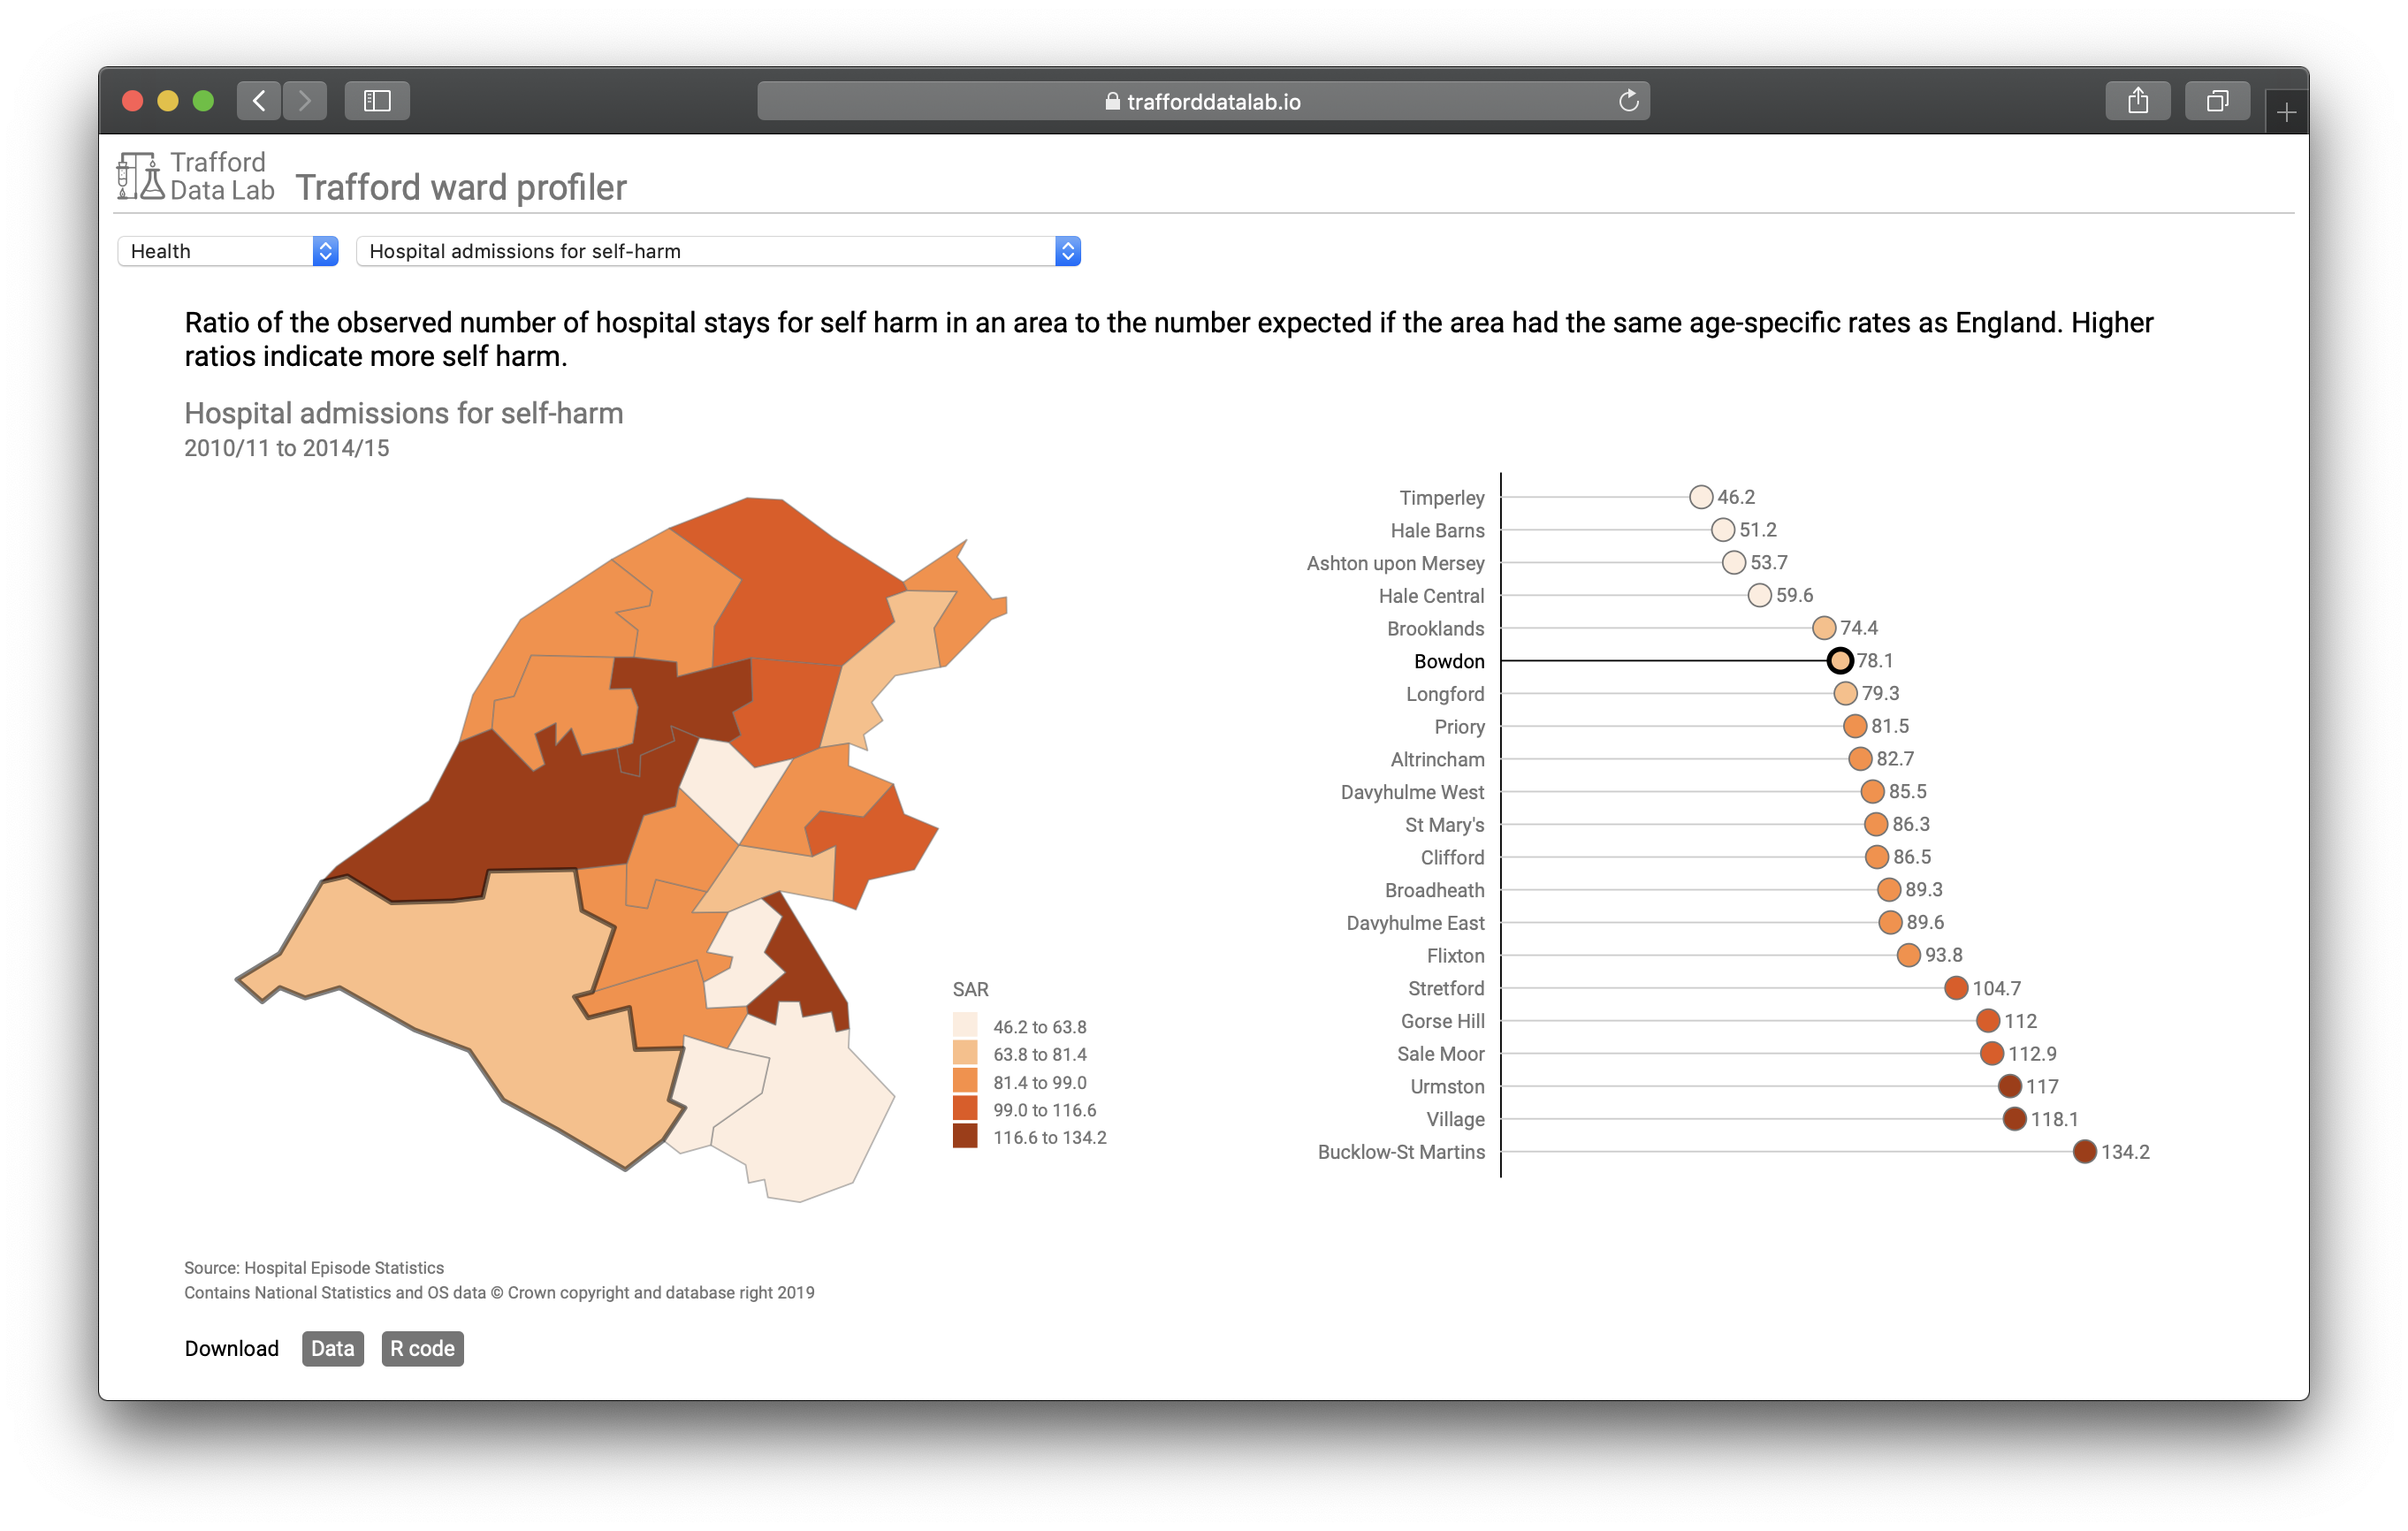 trafforddatalab.io
Trafford
Data Lab
Trafford ward profiler
Health
Hospital admissions for self-harm
Ratio of the observed number of hospital stays for self harm in an area to the number expected if the area had the same age-specific rates as England. Higher
ratios indicate more self harm.
Hospital admissions for self-harm
2010/11 to 2014/15
SAR
46.2 to 63.8
63.8 to 81.4
81.4 to 99.0
99.0 to 116.6
116.6 to 134.2
Timperley 46.2
Hale Barns 51.2
Ashton upon Mersey 53.7
Hale Central 59.6
Brooklands 74.4
Bowdon 78.1
Longford 79.3
Priory 81.5
Altrincham 82.7
Davyhulme West 85.5
St Mary's 86.3
Clifford 86.5
Broadheath 89.3
Davyhulme East 89.6
Flixton 93.8
Stretford 104.7
Gorse Hill 112
Sale Moor 112.9
Urmston 117
Village 118.1
Bucklow-St Martins 134.2
Source: Hospital Episode Statistics
Contains National Statistics and OS data © Crown copyright and database right 2019
Download Data R code